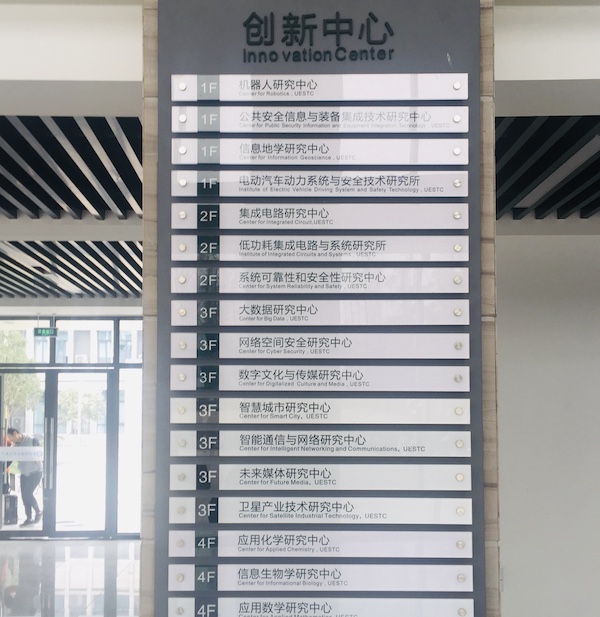 创新中心
Innovation Center
1F 机器人研究中心
Center for Robotics, UESTC
1F 公共安全信息与装备集成技术研究中心
Center for Public Security Information and Equipment Integration Technology, UESTC
1F 信息地学研究中心
Center for Information Geoscience, UESTC
1F 电动汽车动力系统与安全技术研究所
Institute of Electric Vehicle Driving System and Safety Technology, UESTC
2F 集成电路研究中心
Center for Integrated Circuit, UESTC
2F 低功耗集成电路与系统研究所
Institute of Integrated Circuits and Systems, UESTC
2F 系统可靠性和安全性研究中心
Center for System Reliability and Safety, UESTC
3F 大数据研究中心
Center for Big Data, UESTC
3F 网络空间安全研究中心
Center for Cyber Security, UESTC
3F 数字文化与传媒研究中心
Center for Digitalized Culture and Media, UESTC
3F 智慧城市研究中心
Center for Smart City, UESTC
3F 智能通信与网络研究中心
Center for Intelligent Networking and Communications, UESTC
3F 未来媒体研究中心
Center for Future Media, UESTC
3F 卫星产业技术研究中心
Center for Satellite Industrial Technology, UESTC
4F 应用化学研究中心
Center for Applied Chemistry, UESTC
4F 信息生物学研究中心
Center for Informational Biology, UESTC
4F 应用数学研究中心
Center for Applied Mathematics, UESTC